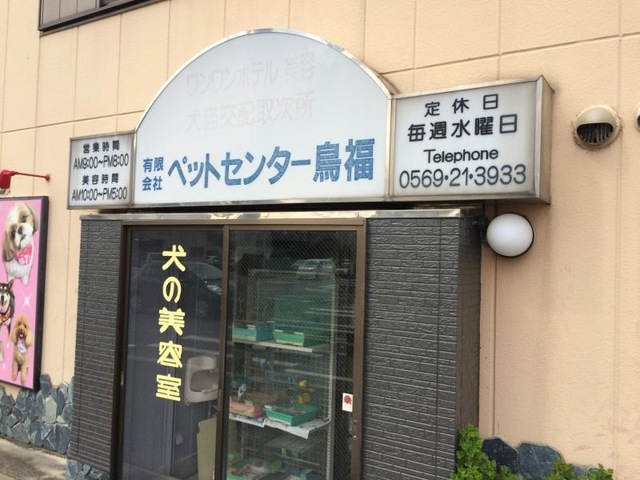 ワンワンホテル 美容
犬猫交配取次所
有限
会社
ペットセンター鳥福
営業時間
AM9:00〜PM8:00
美容時間
AM10:00〜PM5:00
定休日
毎週水曜日
Telephone
0569・21・3933
犬の美容室